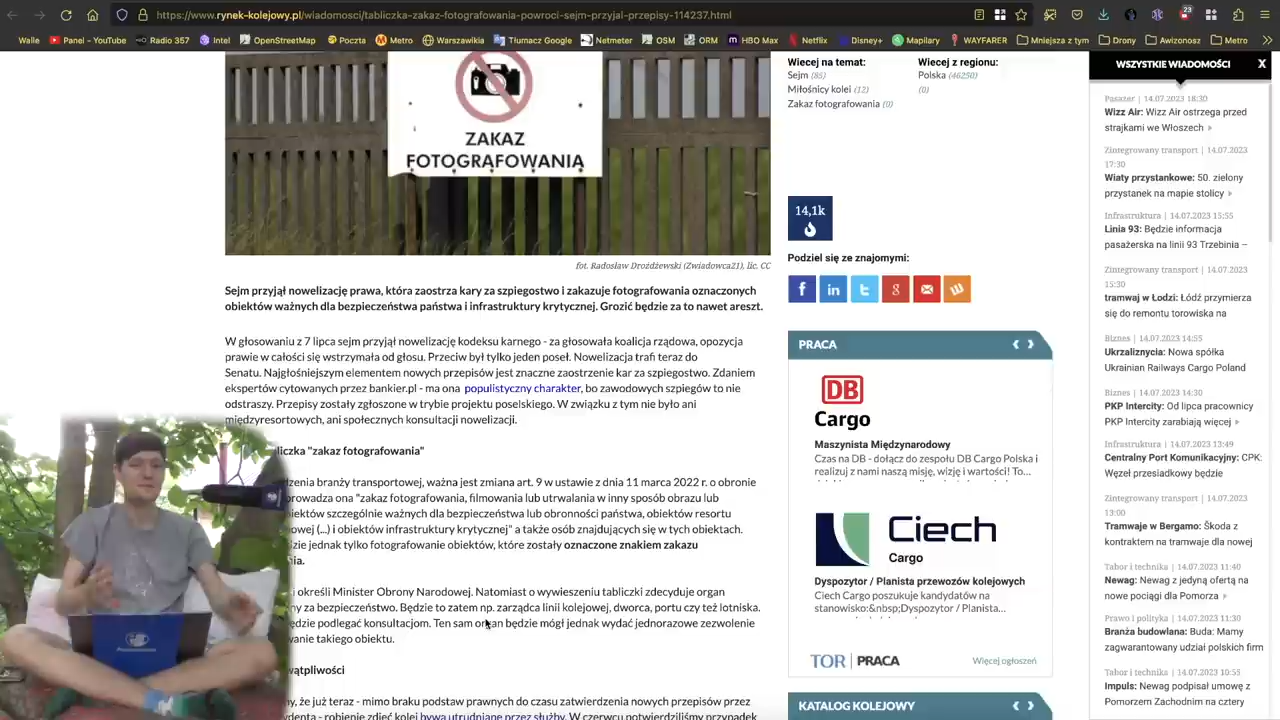 https://www.rynek-kolejowy.pl/wiadomosci/zakaz-fotografowania-sejm-przyjal-przepisy-114237.html
23
Walle Panel - YouTube Radio 357 Intel OpenStreetMap Poczta Metro Warszawikia Tłumacz Google Netmeter OSM ORM HBO Max Netflix Disney+ Mapilary WAYFARER Mniejsza z tym Drony Awizonosz Metro
ZAKAZ
FOTOGRAFOWANIA
fot. Radosław Drożdżewski (Zwiadowca21), lic. CC
Sejm przyjął nowelizację prawa, która zaostrza kary za szpiegostwo i zakazuje fotografowania oznaczonych
obiektów ważnych dla bezpieczeństwa państwa i infrastruktury krytycznej. Grozić będzie za to nawet areszt.
W głosowaniu z 7 lipca sejm przyjął nowelizację kodeksu karnego - za głosowała koalicja rządowa, opozycja
prawie w całości się wstrzymała od głosu. Przeciw był tylko jeden poseł. Nowelizacja trafi teraz do
Senatu. Najgłośniejszym elementem nowych przepisów jest znaczne zaostrzenie kar za szpiegostwo. Zdaniem
ekspertów cytowanych przez bankier.pl - ma ona populistyczny charakter, bo zawodowych szpiegów to nie
odstraszy. Przepisy zostały zgłoszone w trybie projektu poselskiego. W związku z tym nie było ani
międzyresortowych, ani społecznych konsultacji nowelizacji.
liczka "zakaz fotografowania"
dzenia branży transportowej, ważna jest zmiana art. 9 w ustawie z dnia 11 marca 2022 r. o obronie
prowadza ona "zakaz fotografowania, filmowania lub utrwalania w inny sposób obrazu lub
iektów szczególnie ważnych dla bezpieczeństwa lub obronności państwa, obiektów resortu
nowej (...) i obiektów infrastruktury krytycznej" a także osób znajdujących się w tych obiektach.
dzie jednak tylko fotografowanie obiektów, które zostały oznaczone znakiem zakazu
nia.
i określi Minister Obrony Narodowej. Natomiast o wywieszeniu tabliczki zdecyduje organ
ny za bezpieczeństwo. Będzie to zatem np. zarządca linii kolejowej, dworca, portu czy też lotniska.
ędzie podlegać konsultacjom. Ten sam organ będzie mógł jednak wydać jednorazowe zezwolenie
wanie takiego obiektu.
wątpliwości
ny, że już teraz - mimo braku podstaw prawnych do czasu zatwierdzenia nowych przepisów przez
ydenta - robienie zdjęć kolei bywa utrudniane przez służby. W czerwcu potwierdziliśmy przypadek
Wiecej na temat:
Sejm (85)
Miłośnicy kolei (12)
Zakaz fotografowania (0)
Wiecej z regionu:
Polska (46250)
(0)
14,1k
Podziel się ze znajomymi:
PRACA
DB
Cargo
Maszynista Międzynarodowy
Czas na DB - dołącz do zespołu DB Cargo Polska i
realizuj z nami naszą misję, wizję i wartości! To...
Ciech
Cargo
Dyspozytor / Planista przewozów kolejowych
Ciech Cargo poszukuje kandydatów na
stanowisko:&nbsp;Dyspozytor / Planista...
TOR PRACA
Więcej ogłoszeń
KATALOG KOLEJOWY
WSZYSTKIE WIADOMOŚCI X
Pasażer | 14.07.2023 18:30
Wizz Air: Wizz Air ostrzega przed
strajkami we Włoszech
Zintegrowany transport | 14.07.2023
17:30
Wiaty przystankowe: 50. zielony
przystanek na mapie stolicy
Infrastruktura | 14.07.2023 15:55
Linia 93: Będzie informacja
pasażerska na linii 93 Trzebinia –
Zintegrowany transport | 14.07.2023
15:30
tramwaj w Łodzi: Łódź przymierza
się do remontu torowiska na
Biznes | 14.07.2023 14:55
Ukrzaliznycia: Nowa spółka
Ukrainian Railways Cargo Poland
Biznes | 14.07.2023 14:30
PKP Intercity: Od lipca pracownicy
PKP Intercity zarabiają więcej
Infrastruktura | 14.07.2023 13:49
Centralny Port Komunikacyjny: CPK:
Węzeł przesiadkowy będzie
Zintegrowany transport | 14.07.2023
13:00
Tramwaje w Bergamo: Škoda z
kontraktem na tramwaje dla nowej
Tabor i technika | 14.07.2023 11:40
Newag: Newag z jedyną ofertą na
nowe pociągi dla Pomorza
Prawo i polityka | 14.07.2023 11:30
Branża budowlana: Buda: Mamy
zagwarantowany udział polskich firm
Tabor i technika | 14.07.2023 10:55
Impuls: Newag podpisał umowę z
Pomorzem Zachodnim na cztery